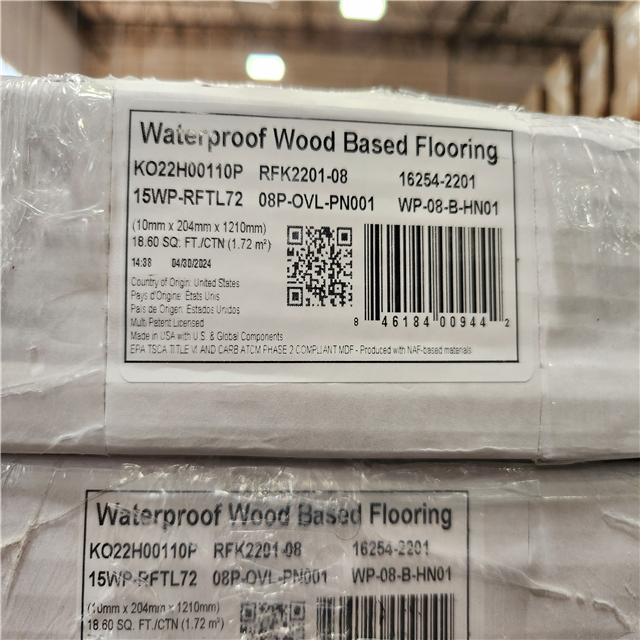 Waterproof Wood Based Flooring
KO22H00110P RFK2201-08 16254-2201
15WP-RFTL72 08P-OVL-PN001 WP-08-B-HN01
(10mm x 204mm x 1210mm)
18.60 SQ. FT./CTN (1.72 m²)
14:38 04/30/2024
Country of Origin: United States
Pays d'Origine: États Unis
País de Origen: Estados Unidos
Multi Patent Licensed
Made in USA with U.S. & Global Components
EPA TSCA TITLE VI AND CARB ATCM PHASE 2 COMPLIANT MDF - Produced with NAF-based materials
8 46184 00944 2
Waterproof Wood Based Flooring
KO22H00110P RFK2201-08 16254-2201
15WP-RFTL72 08P-OVL-PN001 WP-08-B-HN01
(10mm x 204mm x 1210mm)
18.60 SQ. FT./CTN (1.72 m²)